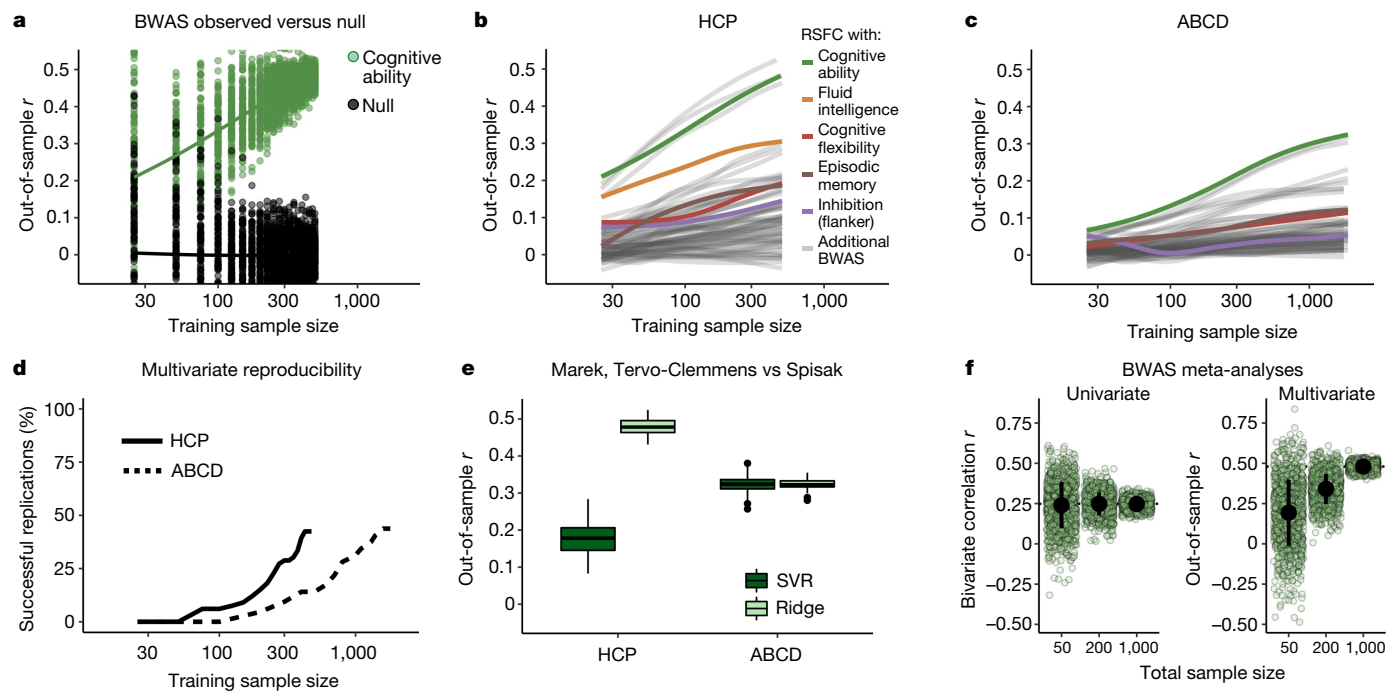 a
BWAS observed versus null
Out-of-sample r
0.5
0.4
0.3
0.2
0.1
0
30
100
300
1,000
Training sample size
Cognitive
ability
Null
b
HCP
Out-of-sample r
0.5
0.4
0.3
0.2
0.1
0
30
100
300
1,000
Training sample size
RSFC with:
Cognitive
ability
Fluid
intelligence
Cognitive
flexibility
Episodic
memory
Inhibition
(flanker)
Additional
BWAS
c
ABCD
Out-of-sample r
0.5
0.4
0.3
0.2
0.1
0
30
100
300
1,000
Training sample size
d
Multivariate reproducibility
Successful replications (%)
100
75
50
25
0
HCP
ABCD
30
100
300
1,000
Training sample size
e
Marek, Tervo-Clemmens vs Spisak
Out-of-sample r
0.5
0.4
0.3
0.2
0.1
0
SVR
Ridge
HCP
ABCD
f
BWAS meta-analyses
Univariate
Bivariate correlation r
0.75
0.50
0.25
0
−0.25
−0.50
50
200
1,000
Multivariate
Out-of-sample r
0.75
0.50
0.25
0
−0.25
−0.50
50
200
1,000
Total sample size